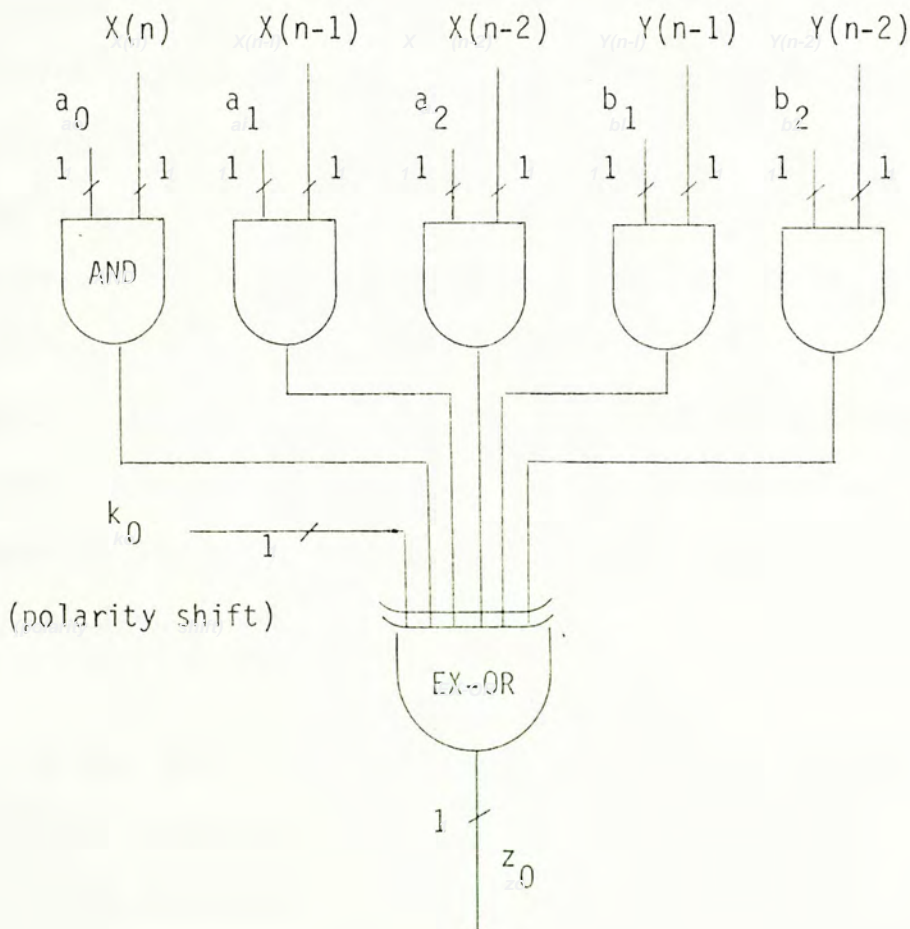 X(n) X(n-1) X(n-2) Y(n-1) Y(n-2)
a0 a1 a2 b1 b2
1 1 1 1 1 1 1 1 1 1
AND
k0
1
(polarity shift)
EX-OR
1
z0